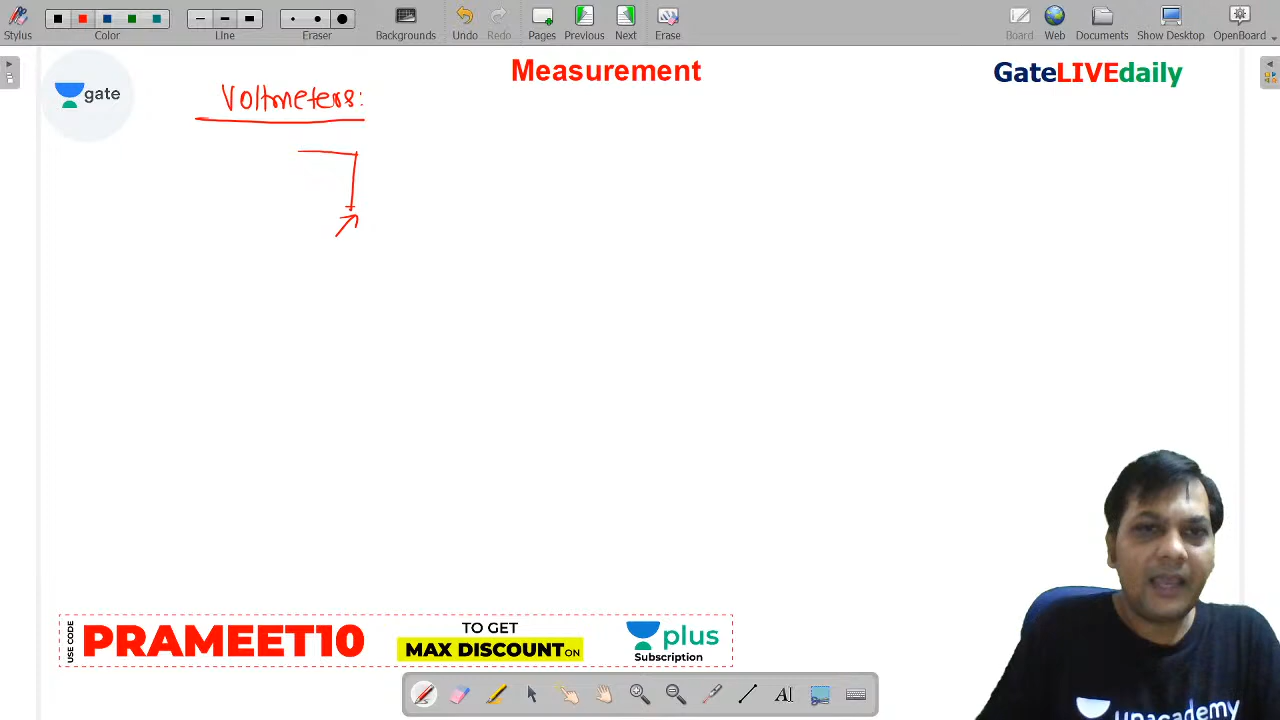 Stylus
Color
Line
Eraser
Backgrounds
Undo
Redo
Pages
Previous
Next
Erase
Board
Web
Documents
Show Desktop
OpenBoard
gate
Measurement
GateLIVEdaily
Voltmeters:
USE CODE
PRAMEET10
TO GET
MAX DISCOUNT ON
plus
Subscription
unacademy